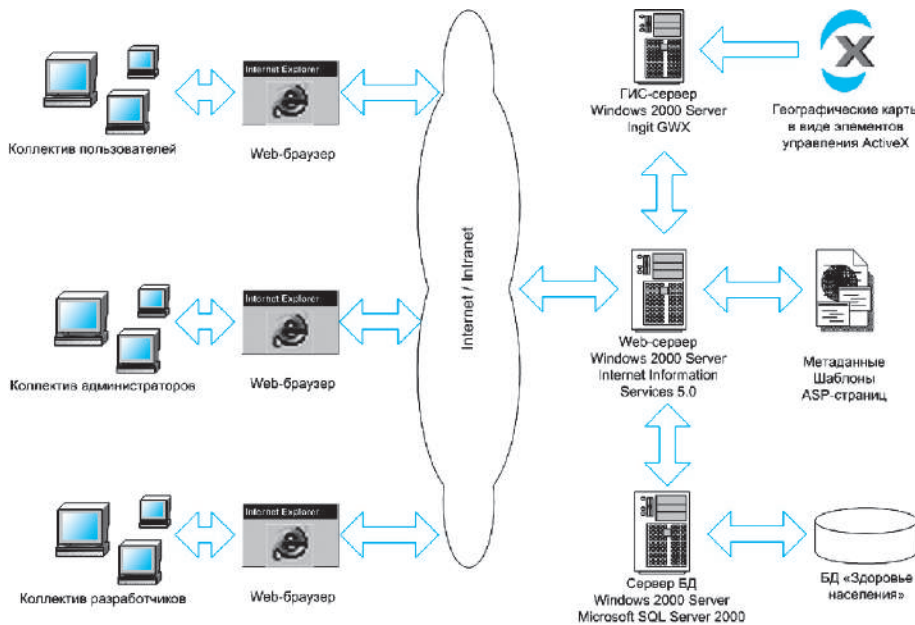 Internet Explorer
Коллектив пользователей
Web-браузер
ГИС-сервер
Windows 2000 Server
Ingit GWX
X
Географические карты
в виде элементов
управления ActiveX
Internet / Intranet
Internet Explorer
Коллектив администраторов
Web-браузер
Web-сервер
Windows 2000 Server
Internet Information
Services 5.0
Метаданные
Шаблоны
ASP-страниц
Internet Explorer
Коллектив разработчиков
Web-браузер
Сервер БД
Windows 2000 Server
Microsoft SQL Server 2000
БД «Здоровье
населения»